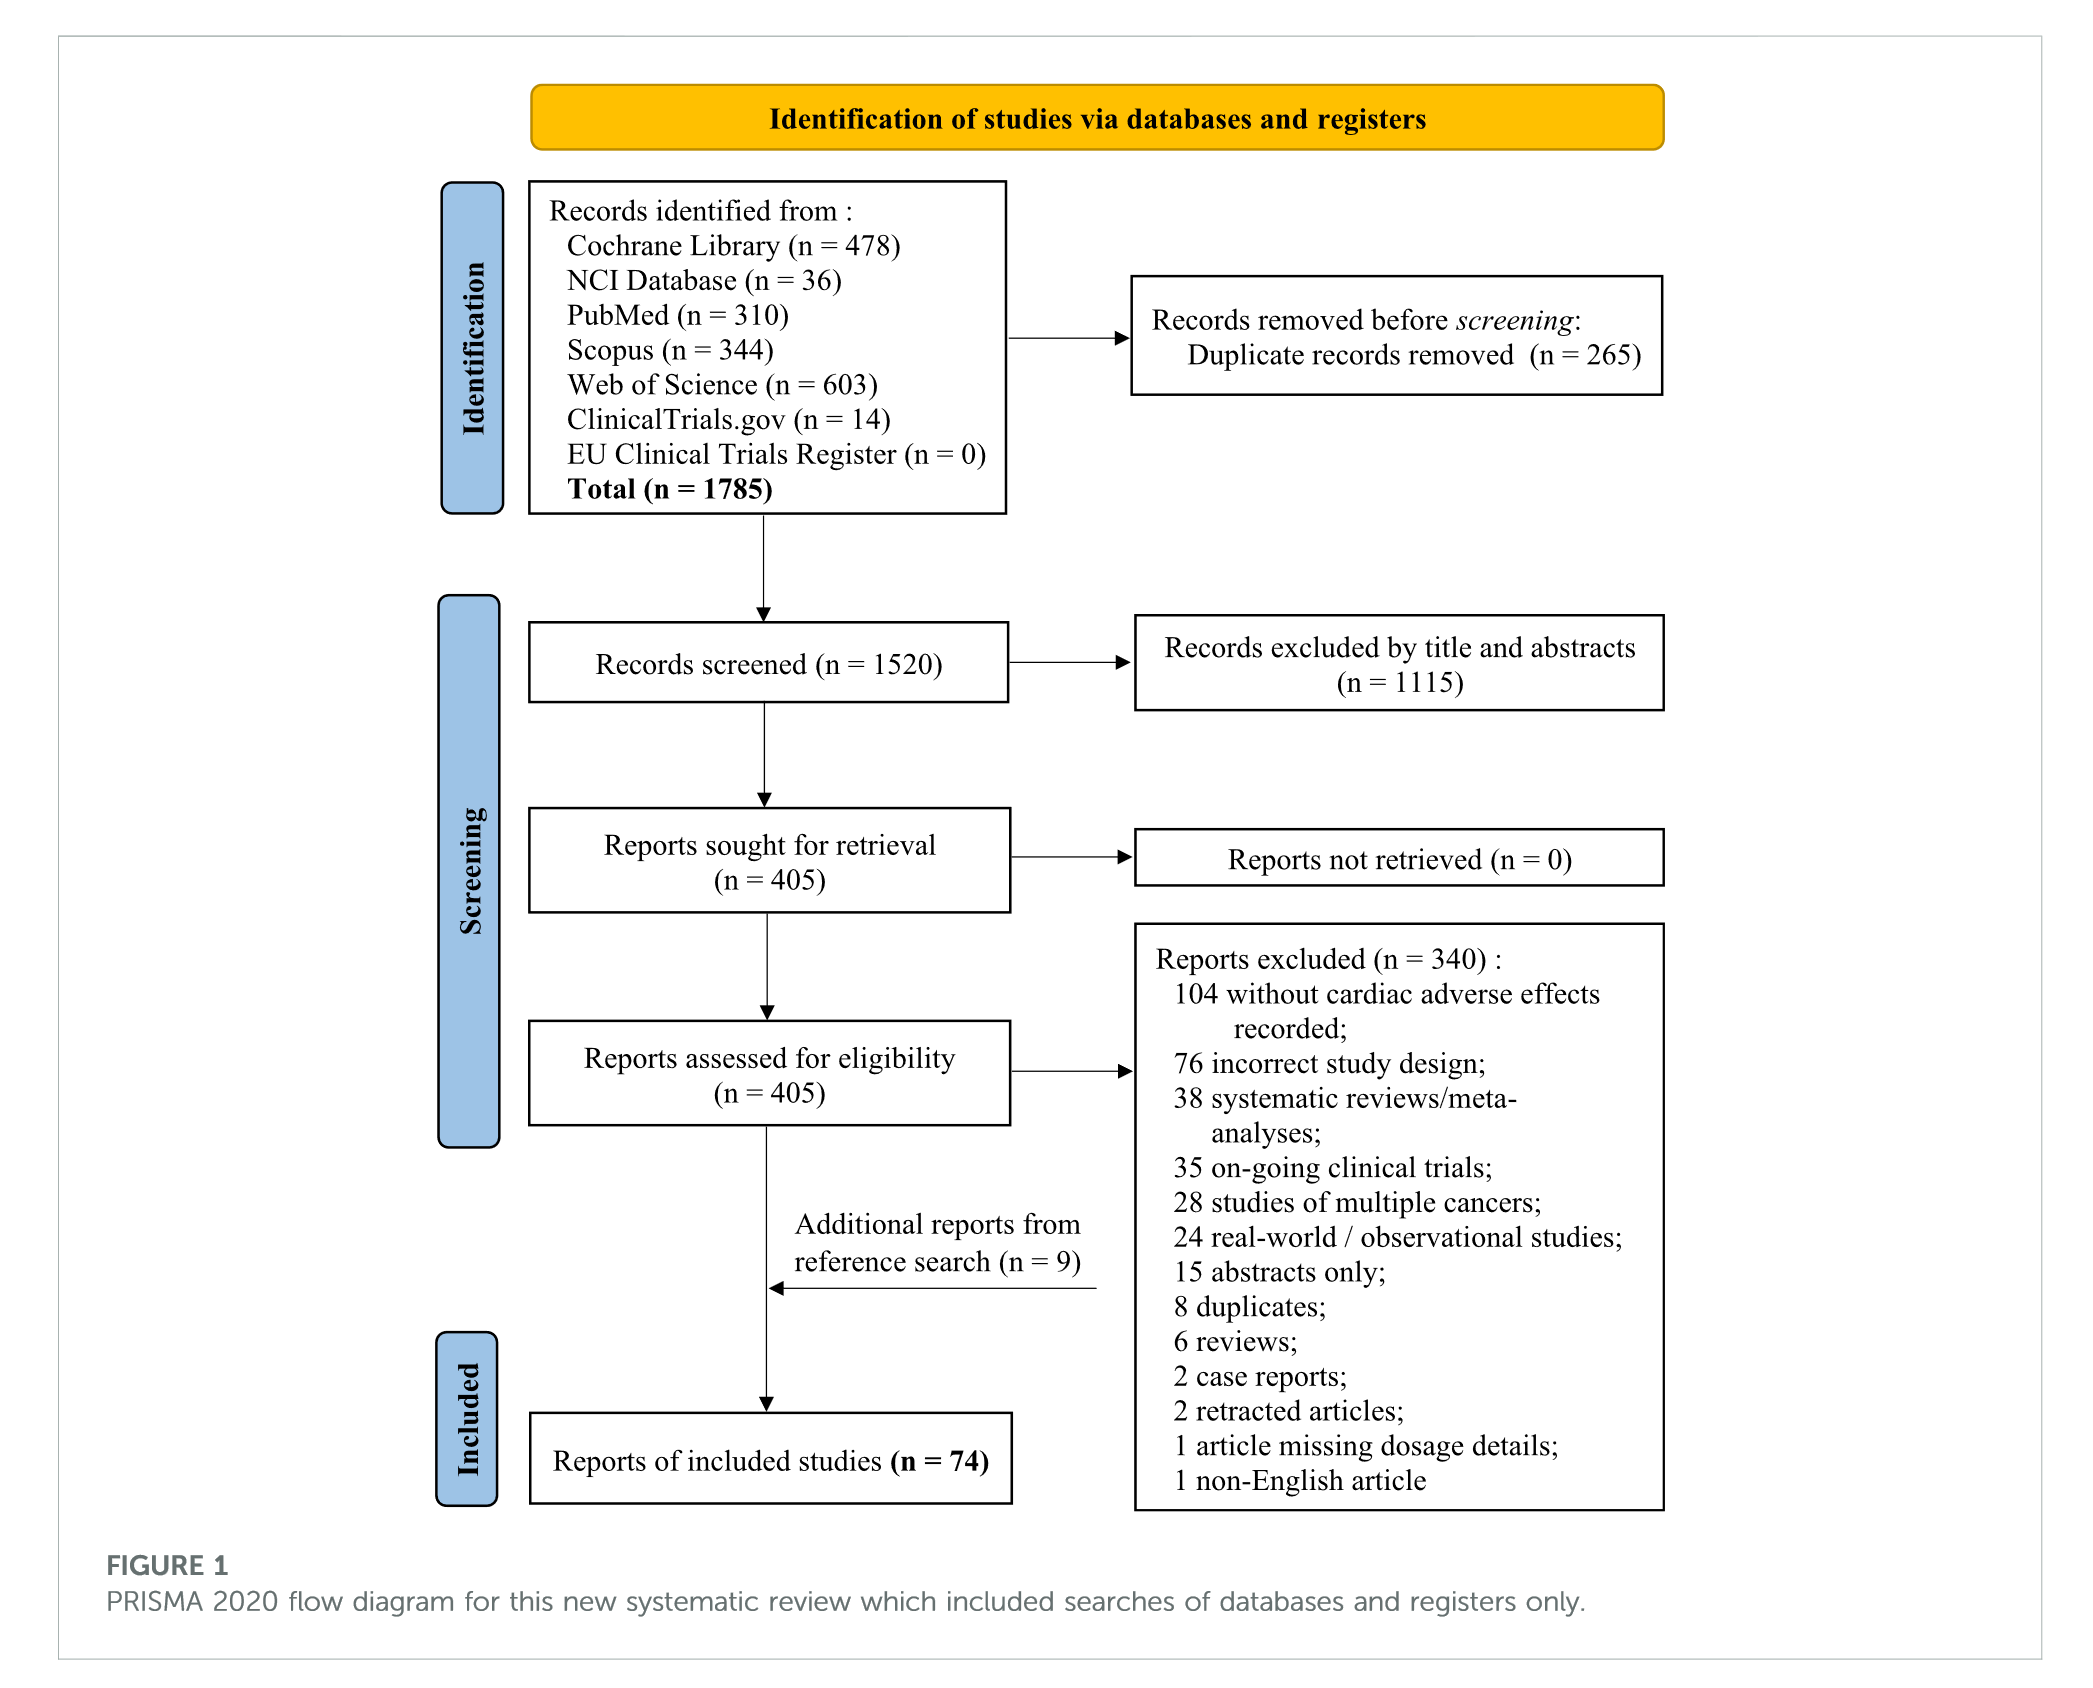 Identification of studies via databases and registers
Identification
Records identified from :
Cochrane Library (n = 478)
NCI Database (n = 36)
PubMed (n = 310)
Scopus (n = 344)
Web of Science (n = 603)
ClinicalTrials.gov (n = 14)
EU Clinical Trials Register (n = 0)
Total (n = 1785)
Records removed before screening:
Duplicate records removed  (n = 265)
Screening
Records screened (n = 1520)
Records excluded by title and abstracts
(n = 1115)
Reports sought for retrieval
(n = 405)
Reports not retrieved (n = 0)
Reports assessed for eligibility
(n = 405)
Reports excluded (n = 340) :
104 without cardiac adverse effects
recorded;
76 incorrect study design;
38 systematic reviews/meta-
analyses;
35 on-going clinical trials;
28 studies of multiple cancers;
24 real-world / observational studies;
15 abstracts only;
8 duplicates;
6 reviews;
2 case reports;
2 retracted articles;
1 article missing dosage details;
1 non-English article
Additional reports from
reference search (n = 9)
Included
Reports of included studies (n = 74)
FIGURE 1
PRISMA 2020 flow diagram for this new systematic review which included searches of databases and registers only.